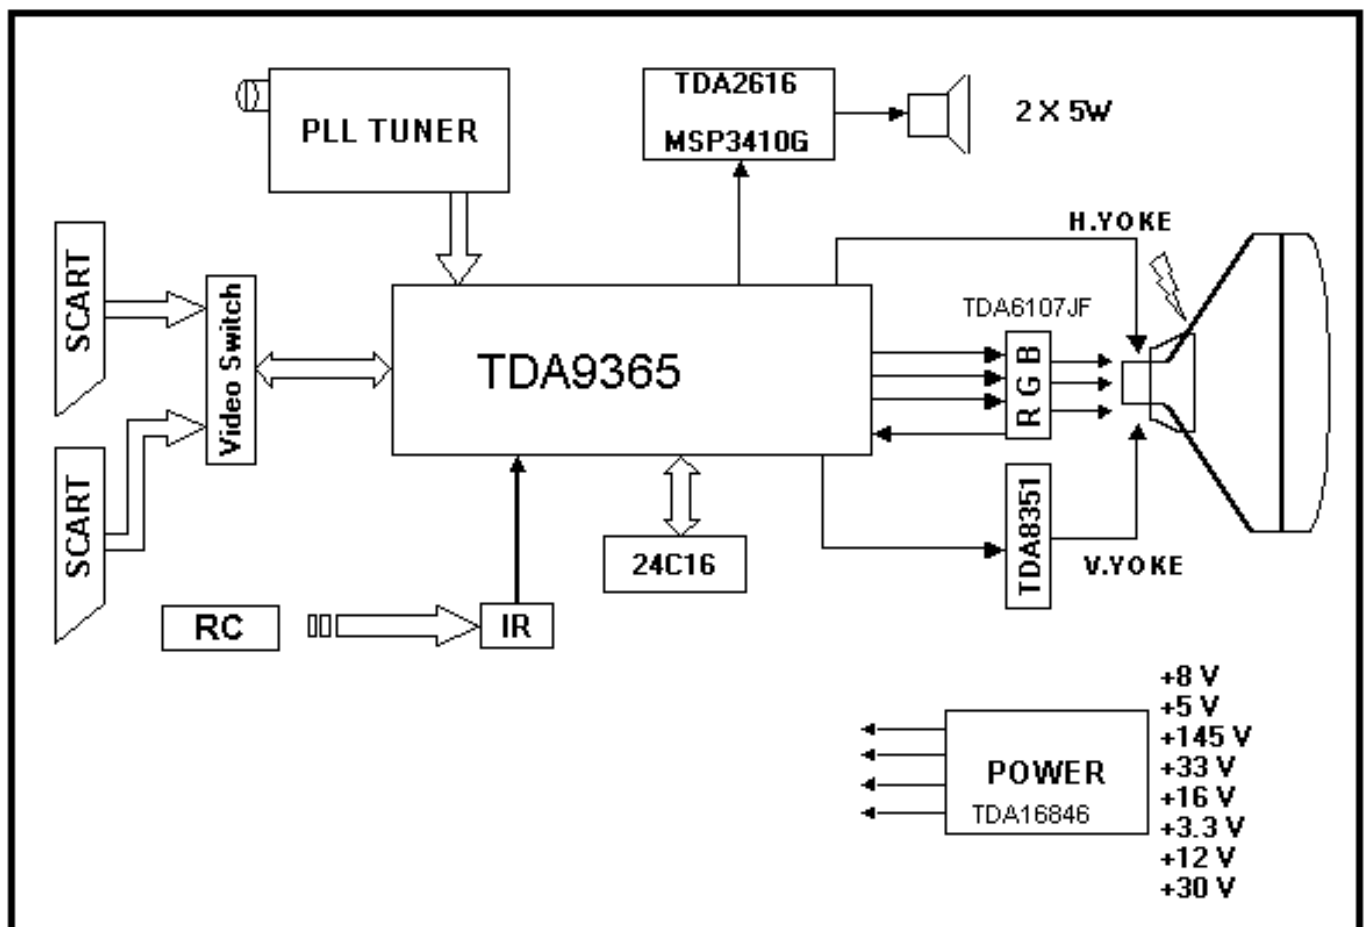 TDA2616
MSP3410G
2 X 5W
PLL TUNER
H.YOKE
SCART
Video Switch
TDA9365
TDA6107JF
R G B
SCART
24C16
TDA8351
V.YOKE
RC
IR
POWER
TDA16846
+8 V
+5 V
+145 V
+33 V
+16 V
+3.3 V
+12 V
+30 V